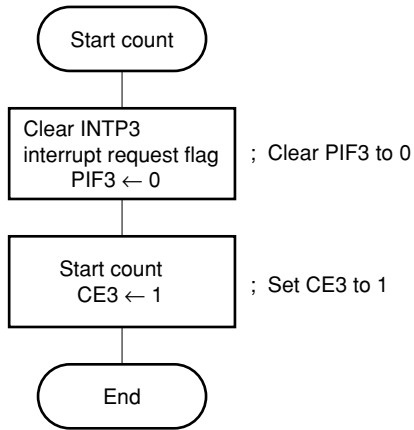 Start count
Clear INTP3
interrupt request flag
PIF3 ← 0
; Clear PIF3 to 0
Start count
CE3 ← 1
; Set CE3 to 1
End